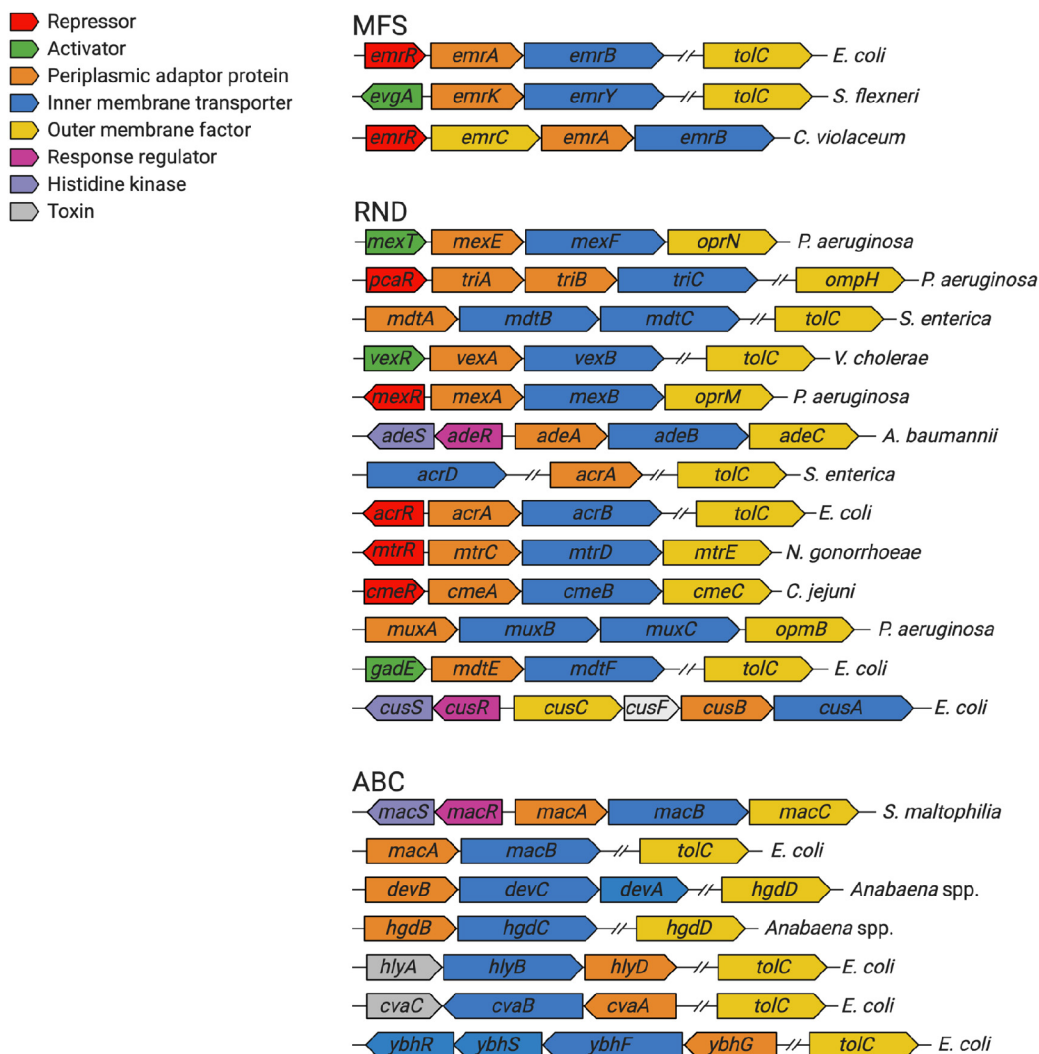 Repressor
Activator
Periplasmic adaptor protein
Inner membrane transporter
Outer membrane factor
Response regulator
Histidine kinase
Toxin
MFS
emrR emrA emrB tolC E. coli
evgA emrK emrY tolC S. flexneri
emrR emrC emrA emrB C. violaceum
RND
mexT mexE mexF oprN P. aeruginosa
pcaR triA triB triC ompH P. aeruginosa
mdtA mdtB mdtC tolC S. enterica
vexR vexA vexB tolC V. cholerae
mexR mexA mexB oprM P. aeruginosa
adeS adeR adeA adeB adeC A. baumannii
acrD acrA tolC S. enterica
acrR acrA acrB tolC E. coli
mtrR mtrC mtrD mtrE N. gonorrhoeae
cmeR cmeA cmeB cmeC C. jejuni
muxA muxB muxC opmB P. aeruginosa
gadE mdtE mdtF tolC E. coli
cusS cusR cusC cusF cusB cusA E. coli
ABC
macS macR macA macB macC S. maltophilia
macA macB tolC E. coli
devB devC devA hgdD Anabaena spp.
hgdB hgdC hgdD Anabaena spp.
hlyA hlyB hlyD tolC E. coli
cvaC cvaB cvaA tolC E. coli
ybhR ybhS ybhF ybhG tolC E. coli